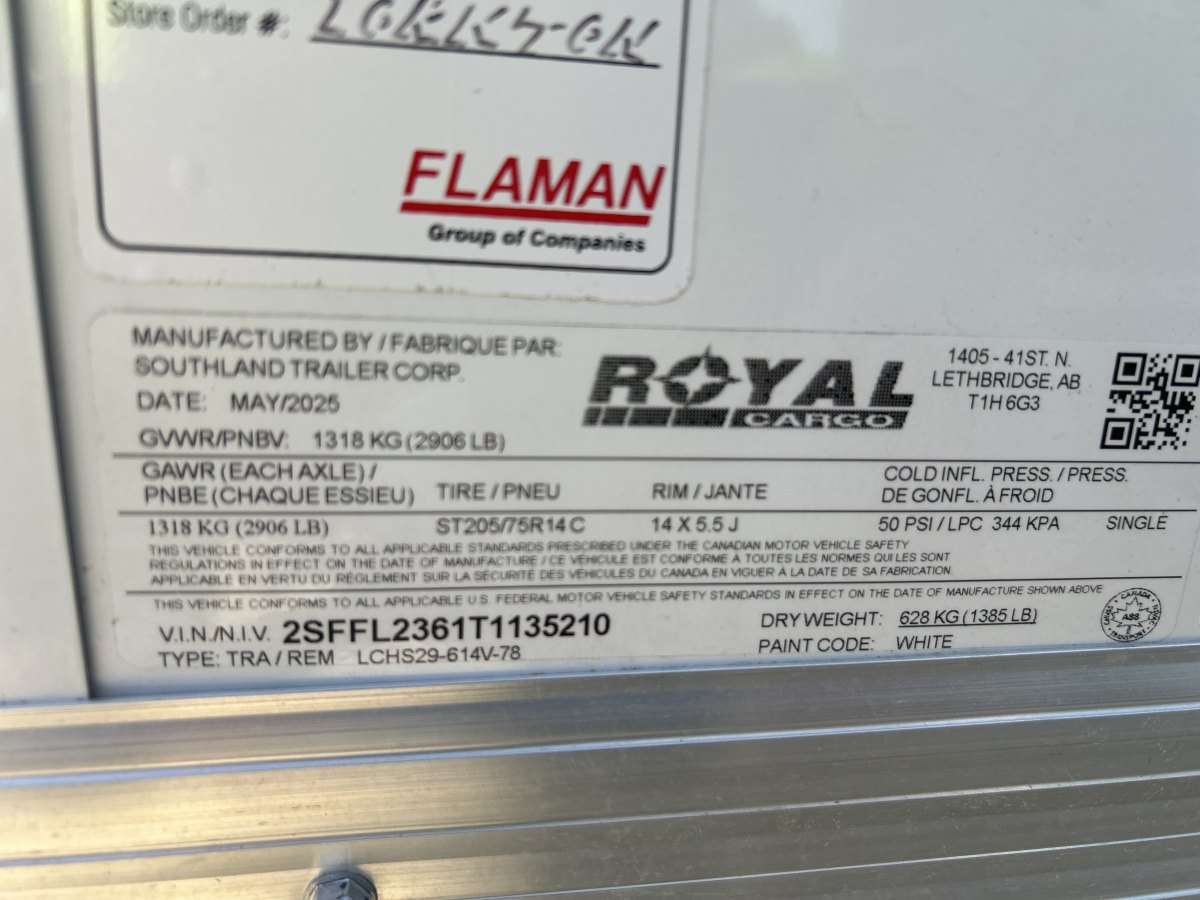 Store Order #:
FLAMAN
Group of Companies
MANUFACTURED BY / FABRIQUE PAR:
SOUTHLAND TRAILER CORP.
DATE: MAY/2025
GVWR/PNBV: 1318 KG (2906 LB)
ROYAL
CARGO
1405 - 41ST. N.
LETHBRIDGE, AB
T1H 6G3
GAWR (EACH AXLE) /
PNBE (CHAQUE ESSIEU)
TIRE / PNEU
RIM / JANTE
COLD INFL. PRESS. / PRESS.
DE GONFL. À FROID
1318 KG (2906 LB) ST205/75R14 C 14 X 5.5 J 50 PSI / LPC 344 KPA SINGLE
THIS VEHICLE CONFORMS TO ALL APPLICABLE STANDARDS PRESCRIBED UNDER THE CANADIAN MOTOR VEHICLE SAFETY
REGULATIONS IN EFFECT ON THE DATE OF MANUFACTURE / CE VÉHICULE EST CONFORME À TOUTES LES NORMES QUI LES SONT
APPLICABLE EN VERTU DU RÈGLEMENT SUR LA SÉCURITÉ DES VÉHICULES DU CANADA EN VIGUER À LA DATE DE SA FABRICATION.
THIS VEHICLE CONFORMS TO ALL APPLICABLE U.S. FEDERAL MOTOR VEHICLE SAFETY STANDARDS IN EFFECT ON THE DATE OF MANUFACTURE SHOWN ABOVE
V.I.N./N.I.V. 2SFFL2361T1135210
TYPE: TRA / REM LCHS29-614V-78
DRY WEIGHT: 628 KG (1385 LB)
PAINT CODE: WHITE
CANADA
TRANSPORT